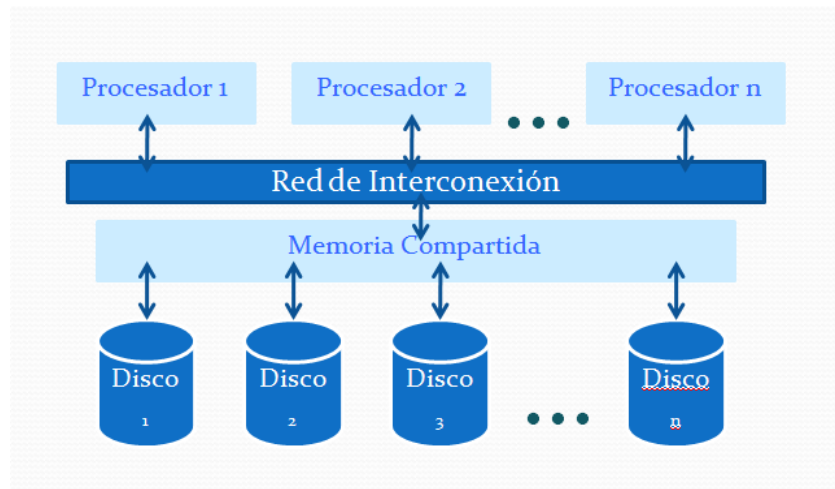 Procesador 1
Procesador 2
Procesador n
Red de Interconexión
Memoria Compartida
Disco
1
Disco
2
Disco
3
Disco
n